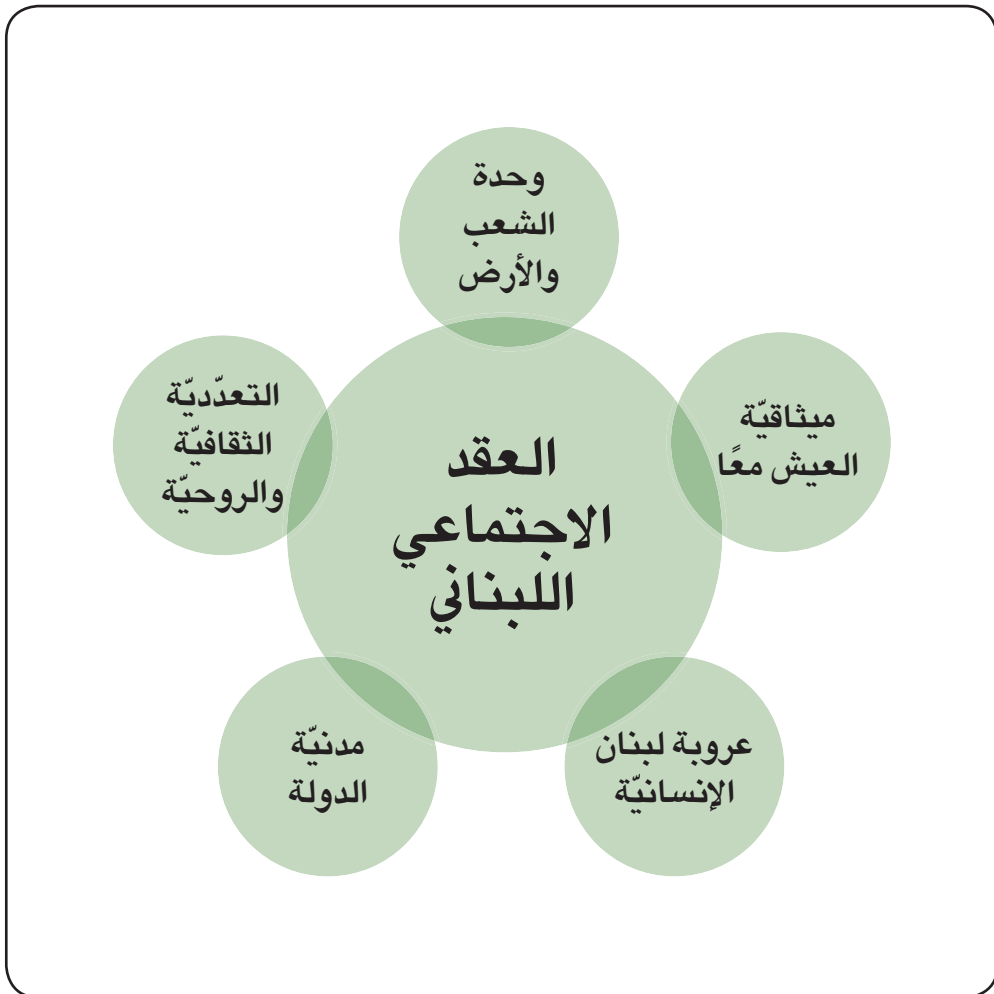 وحدة
الشعب
والأرض
ميثاقيّة
العيش معًا
التعدّديّة
الثقافيّة
والروحيّة
العقد
الاجتماعي
اللبناني
عروبة لبنان
الإنسانيّة
مدنيّة
الدولة